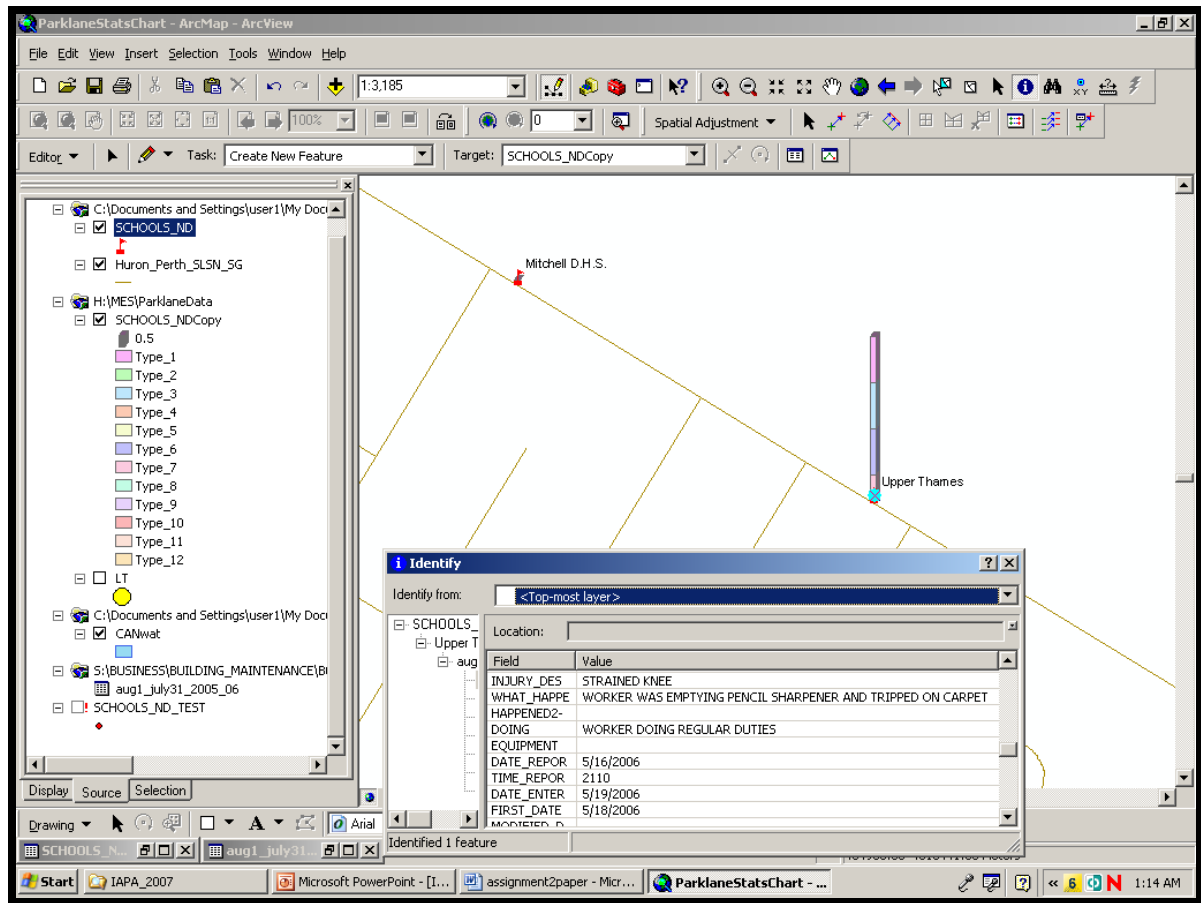 ParklaneStatsChart - ArcMap - ArcView
File Edit View Insert Selection Tools Window Help
1:3,185
100%
0
Spatial Adjustment
Editor
Task:
Create New Feature
Target:
SCHOOLS_NDCopy
C:\Documents and Settings\user1\My Doc
SCHOOLS_ND
Huron_Perth_SLSN_SG
H:\MES\ParklaneData
SCHOOLS_NDCopy
0.5
Type_1
Type_2
Type_3
Type_4
Type_5
Type_6
Type_7
Type_8
Type_9
Type_10
Type_11
Type_12
LT
C:\Documents and Settings\user1\My Doc
CANwat
S:\BUSINESS\BUILDING_MAINTENANCE\B
aug1_july31_2005_06
SCHOOLS_ND_TEST
Display Source Selection
Mitchell D.H.S.
Upper Thames
Identify
Identify from:
<Top-most layer>
SCHOOLS_
Upper T
aug
Location:
Field Value
INJURY_DES STRAINED KNEE
WHAT_HAPPE WORKER WAS EMPTYING PENCIL SHARPENER AND TRIPPED ON CARPET
HAPPENED2-
DOING WORKER DOING REGULAR DUTIES
EQUIPMENT
DATE_REPOR 5/16/2006
TIME_REPOR 2110
DATE_ENTER 5/19/2006
FIRST_DATE 5/18/2006
MODIFIED_D
Identified 1 feature
Drawing A Arial
SCHOOLS_N... aug1_july31...
Start IAPA_2007 Microsoft PowerPoint - [I... assignment2paper - Micr... ParklaneStatsChart - ... 6 N 1:14 AM